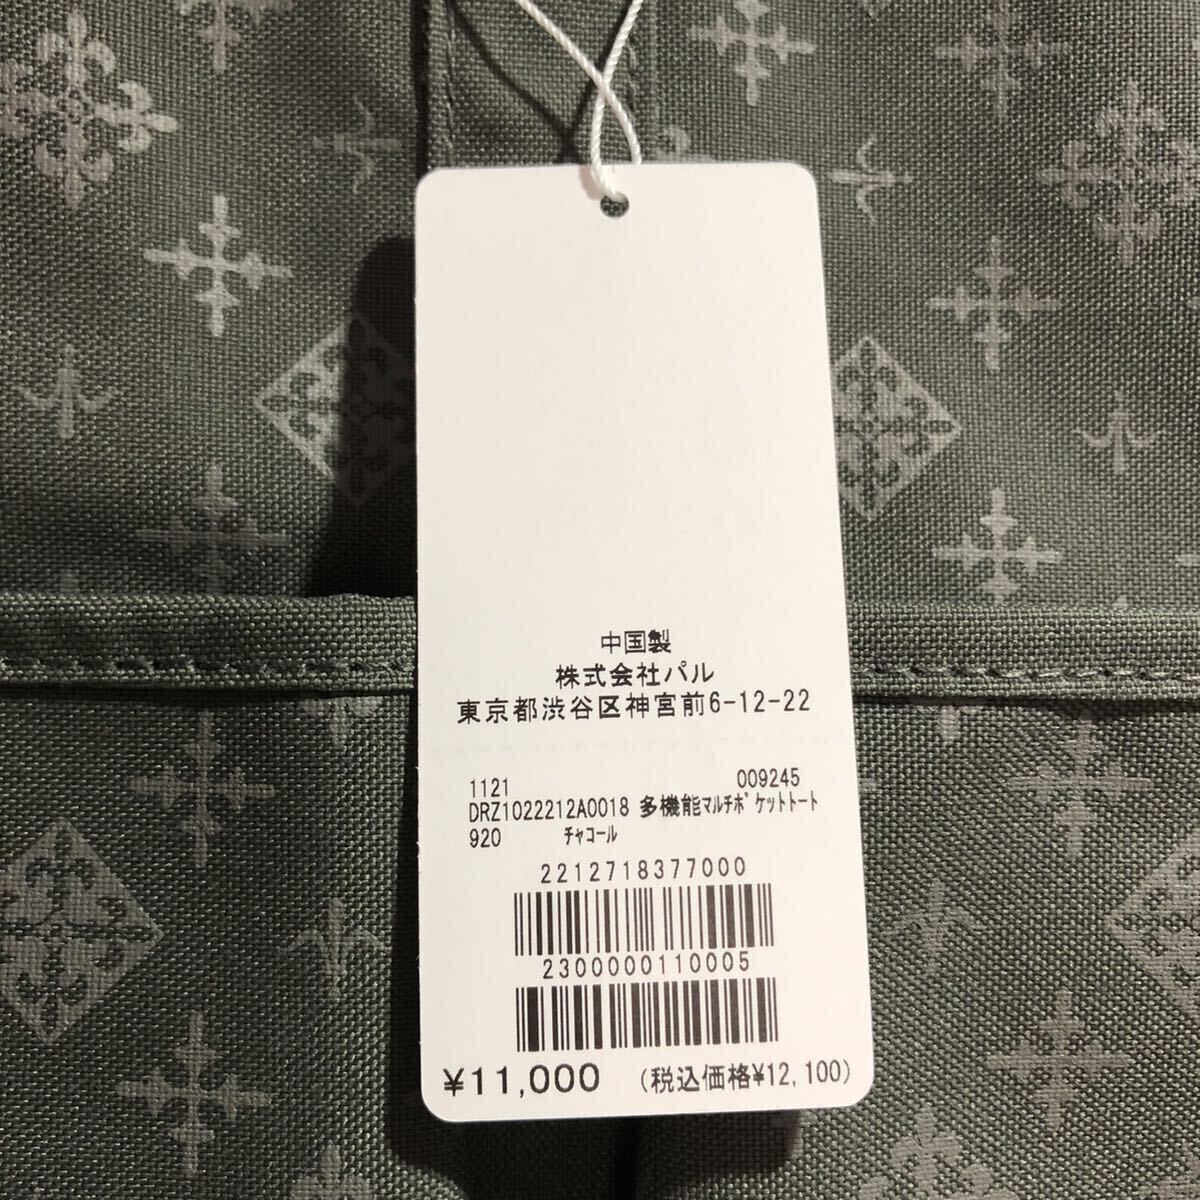 中国製
株式会社パル
東京都渋谷区神宮前6-12-22
1121 009245
DRZ1022212A0018 多機能ﾏﾙﾁﾎﾟｹｯﾄﾄｰﾄ
920 ﾁｬｺｰﾙ
2212718377000
2300000110005
¥11,000 (税込価格¥12,100)